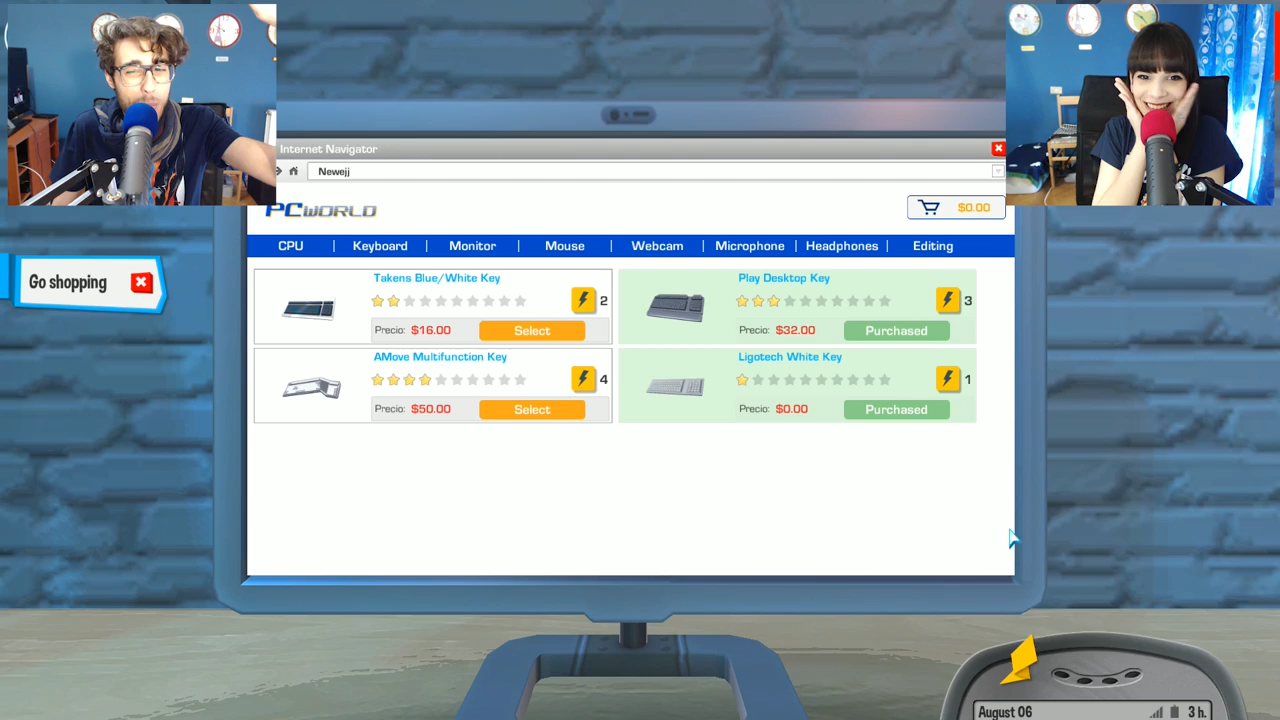 Internet Navigator
Newejj
PCWORLD
$0.00
CPU | Keyboard | Monitor | Mouse | Webcam | Microphone | Headphones | Editing
Go shopping
Takens Blue/White Key
2
Precio: $16.00 Select
Play Desktop Key
3
Precio: $32.00 Purchased
AMove Multifunction Key
4
Precio: $50.00 Select
Ligotech White Key
1
Precio: $0.00 Purchased
August 06 3 h.